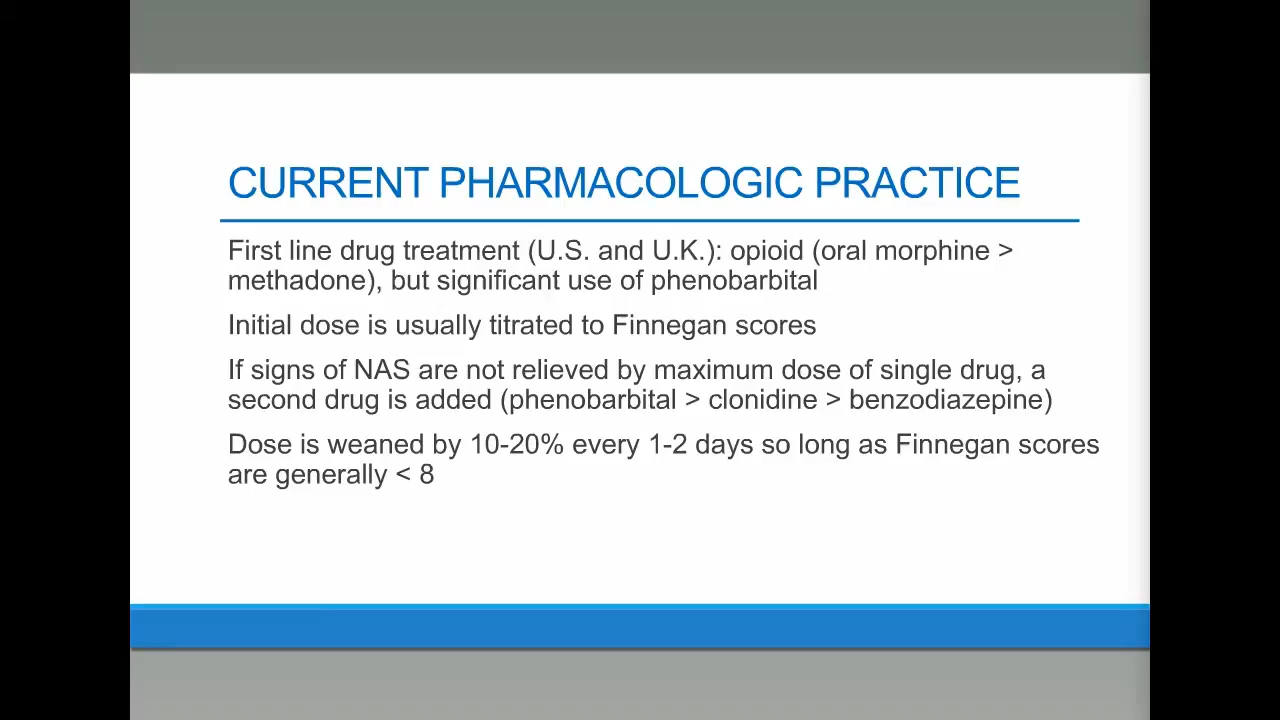 CURRENT PHARMACOLOGIC PRACTICE
First line drug treatment (U.S. and U.K.): opioid (oral morphine >
methadone), but significant use of phenobarbital
Initial dose is usually titrated to Finnegan scores
If signs of NAS are not relieved by maximum dose of single drug, a
second drug is added (phenobarbital > clonidine > benzodiazepine)
Dose is weaned by 10-20% every 1-2 days so long as Finnegan scores
are generally < 8